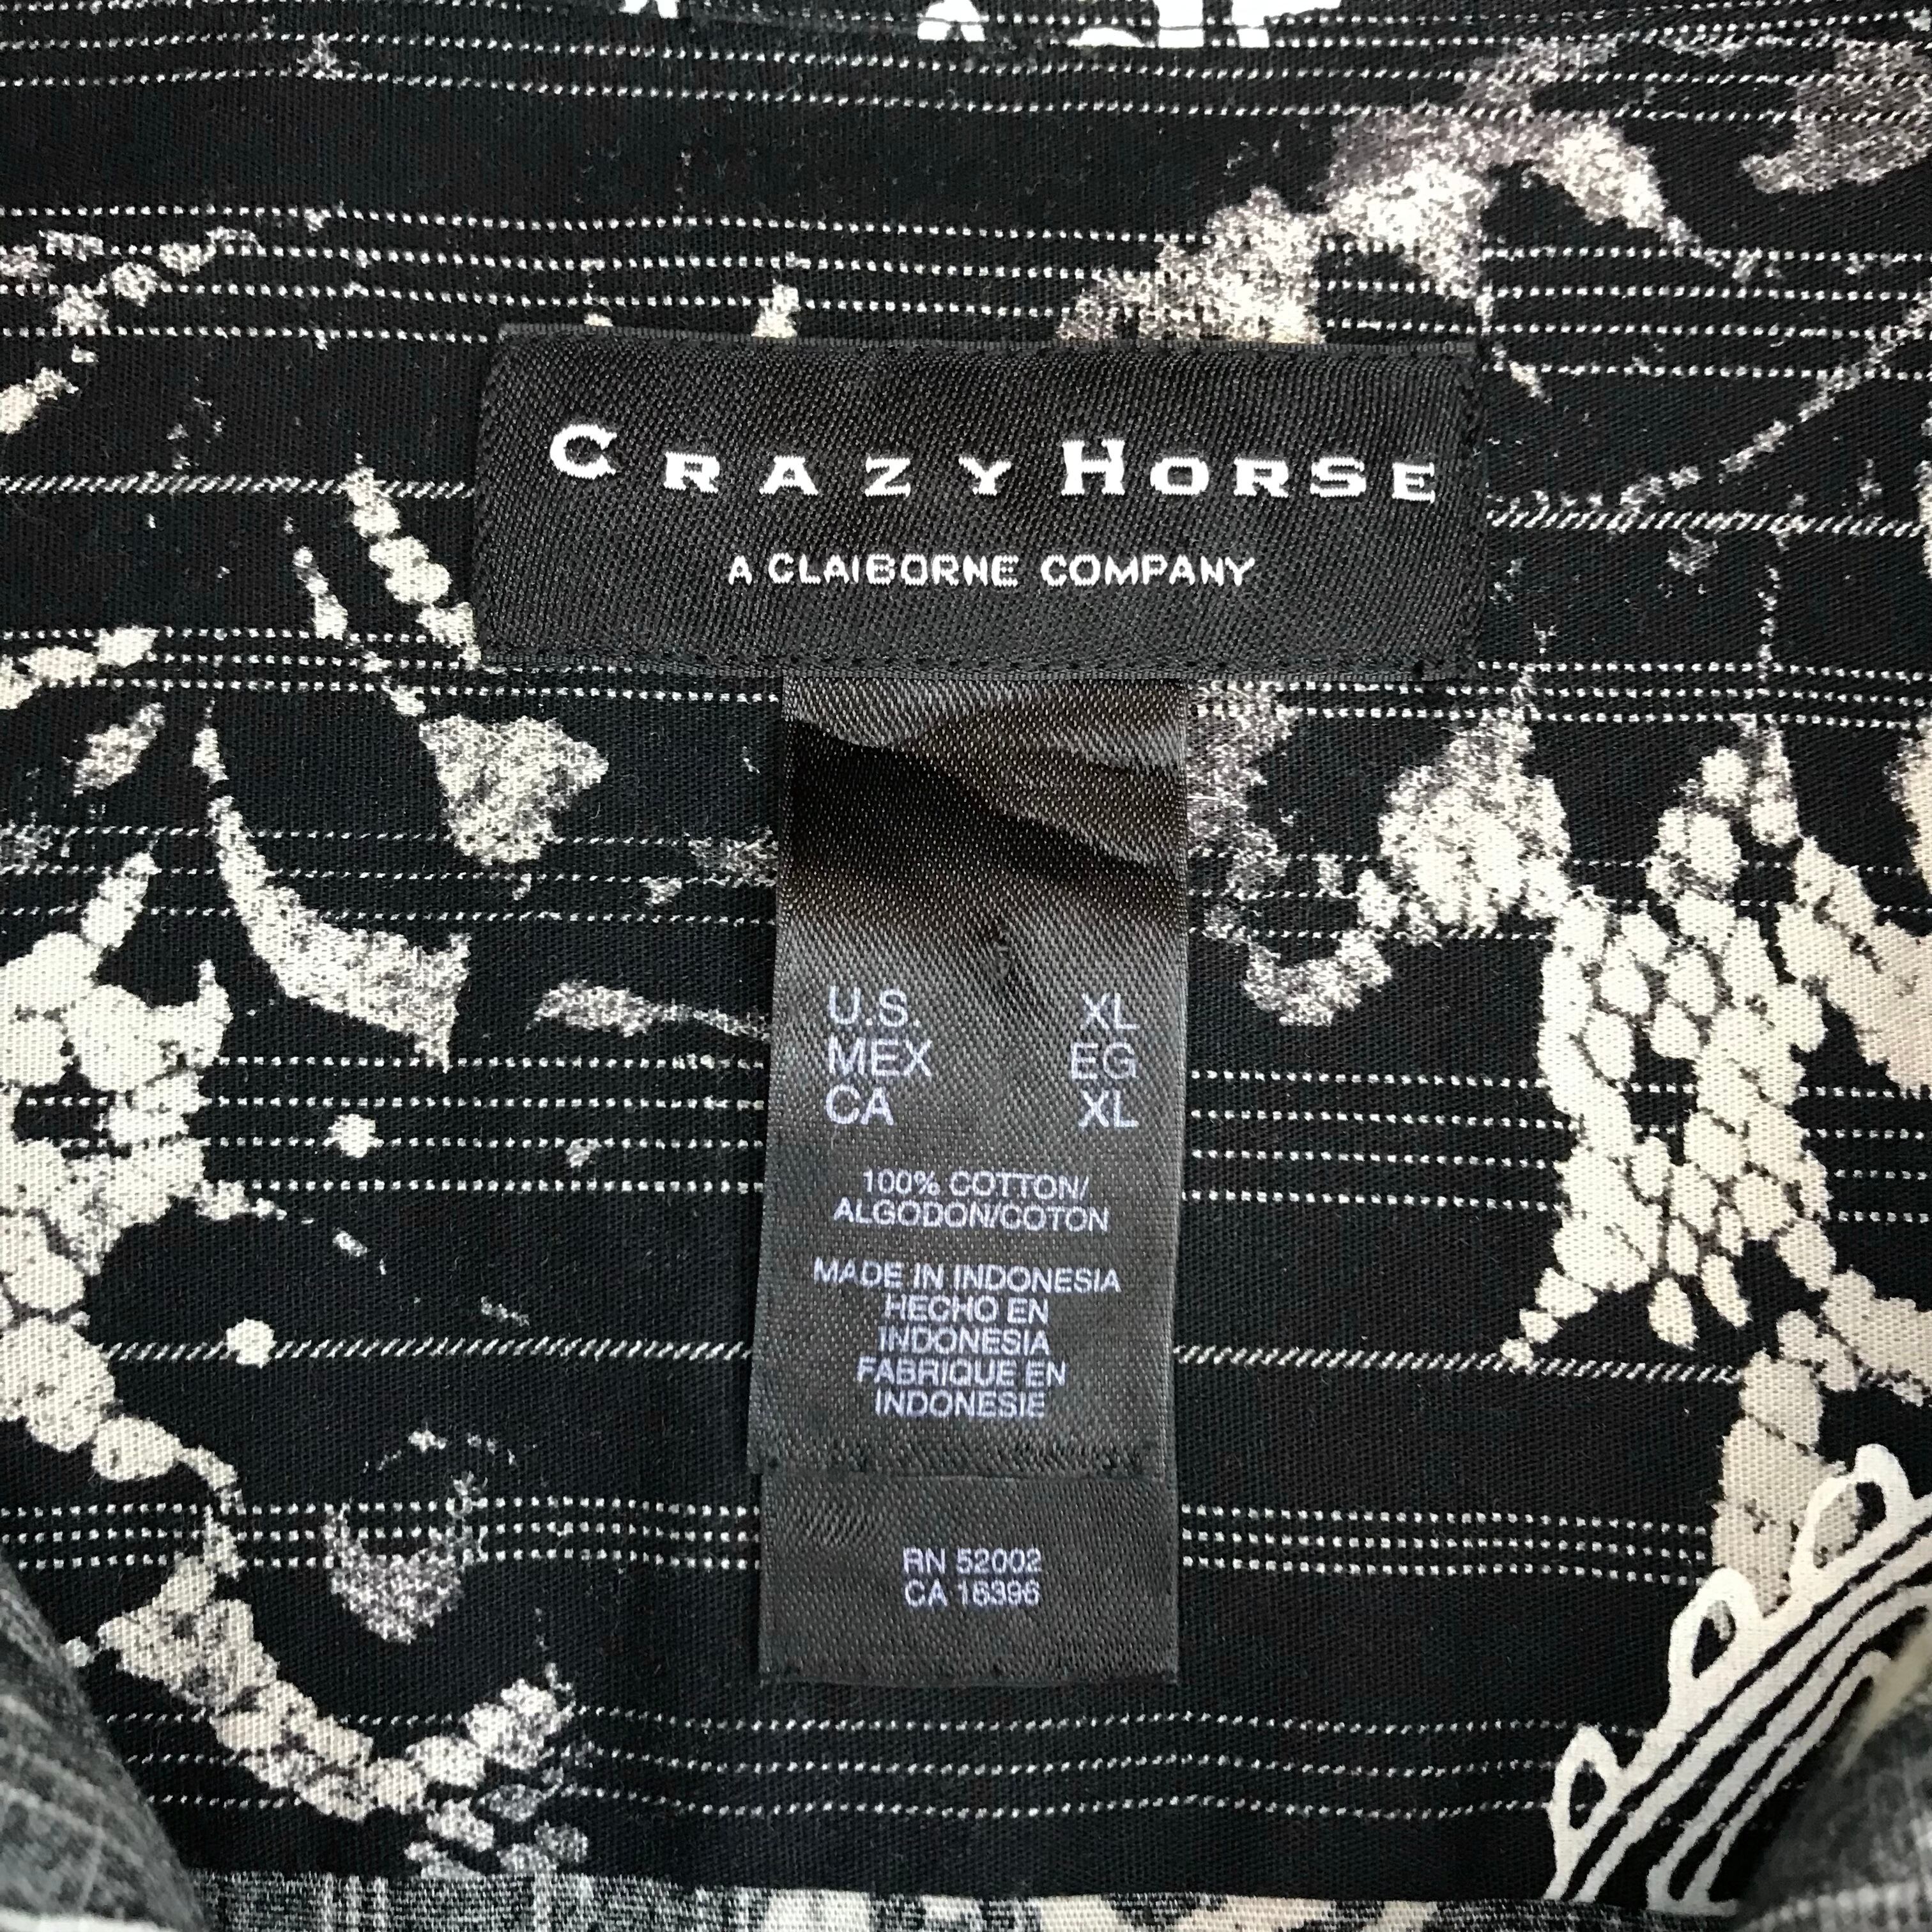 CRAZY HORSE
A CLAIBORNE COMPANY
U.S. XL
MEX EG
CA XL
100% COTTON/
ALGODON/COTON
MADE IN INDONESIA
HECHO EN
INDONESIA
FABRIQUE EN
INDONESIE
RN 52002
CA 16396